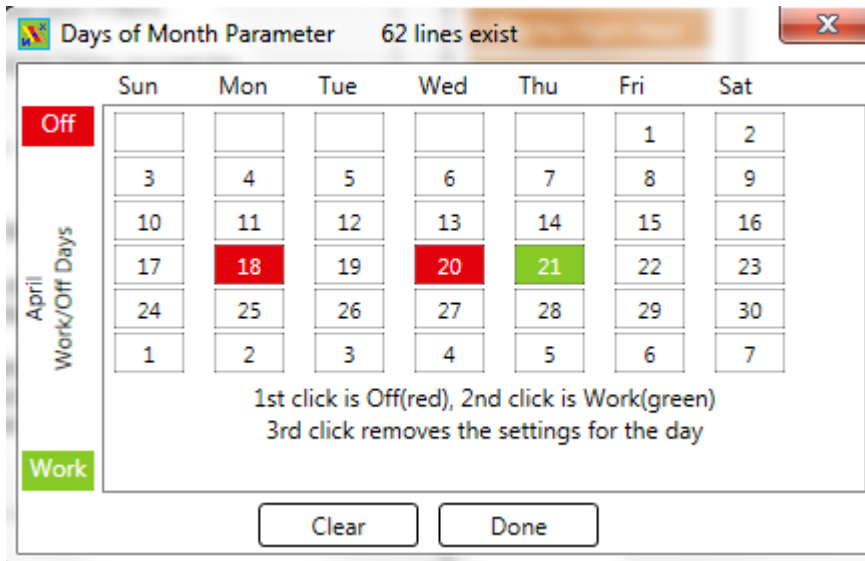 Days of Month Parameter 62 lines exist
Sun Mon Tue Wed Thu Fri Sat
Off
1 2
3 4 5 6 7 8 9
10 11 12 13 14 15 16
17 18 19 20 21 22 23
24 25 26 27 28 29 30
1 2 3 4 5 6 7
April
Work/Off Days
1st click is Off(red), 2nd click is Work(green)
3rd click removes the settings for the day
Work
Clear Done